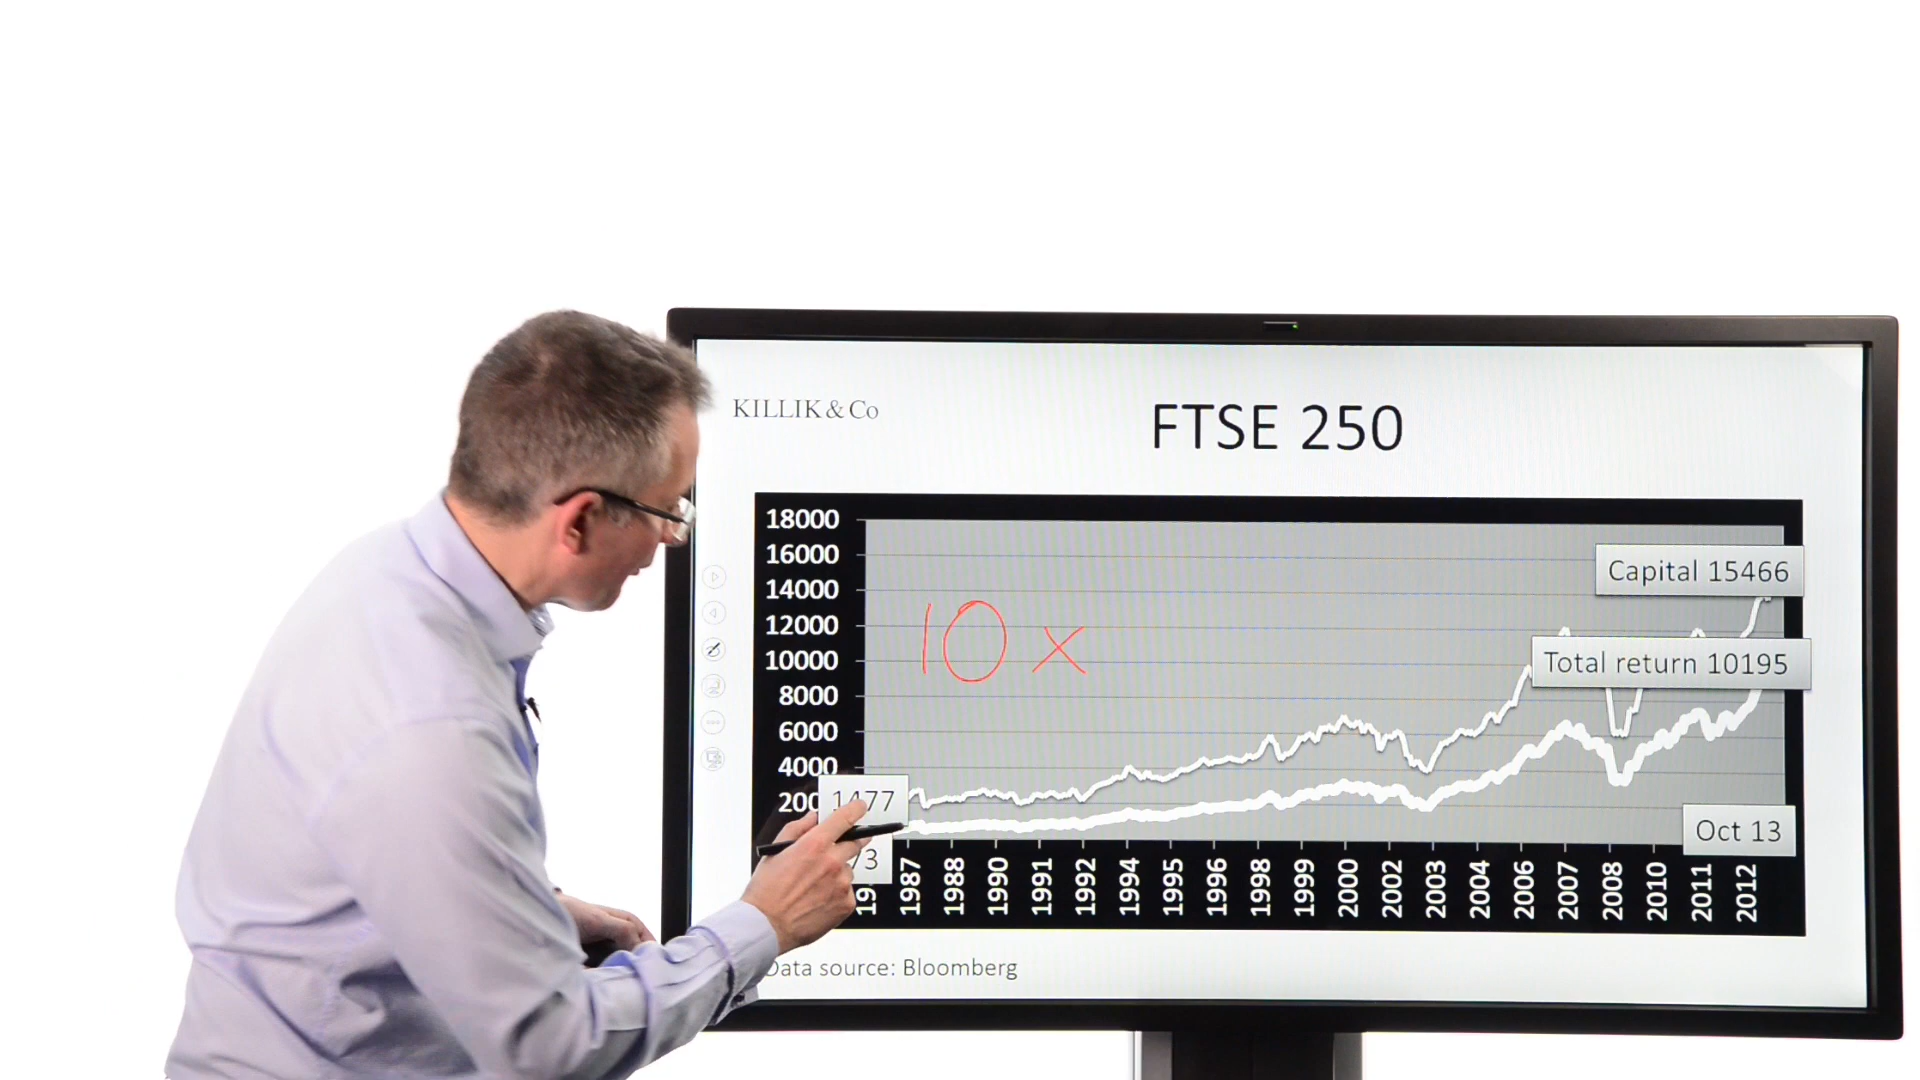 KILLIK & Co
FTSE 250
18000
16000
14000
12000
10000
8000
6000
4000
Capital 15466
Total return 10195
10 x
1477
Oct 13
1987 1988 1990 1991 1992 1994 1995 1996 1998 1999 2000 2002 2003 2004 2006 2007 2008 2010 2011 2012
Data source: Bloomberg